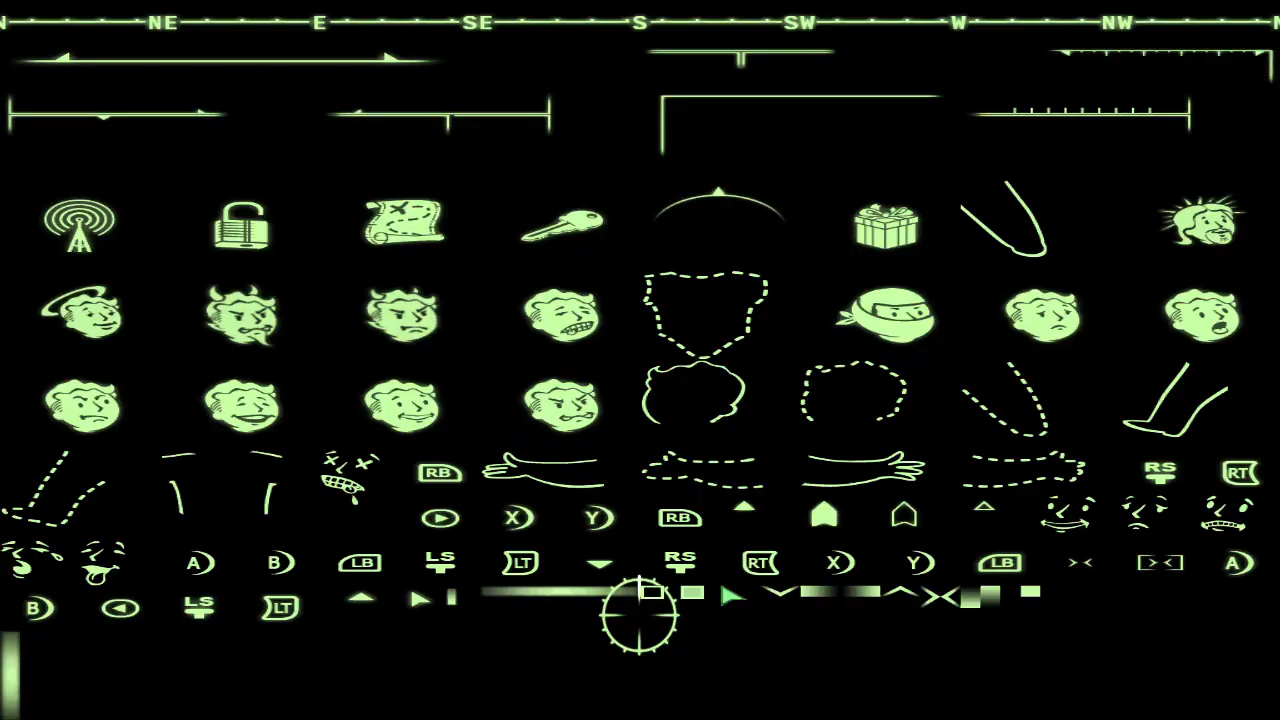 N NE E SE S SW W NW N
RB RS RT
X Y RB
A B LB LS LT RS RT X Y LB A
B LS LT